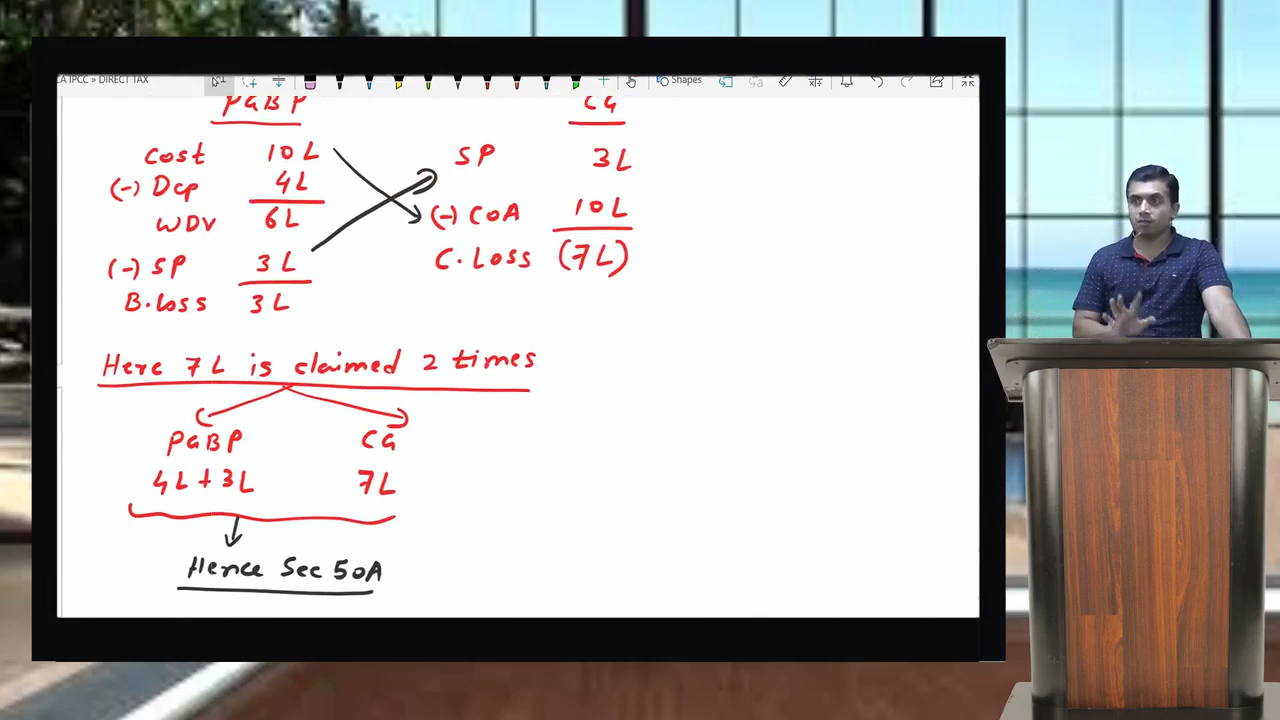 CA IPCC » DIRECT TAX
Shapes
PGBP
Cost 10L
(-) Dep 4L
WDV 6L
(-) SP 3L
B.loss 3L
CG
SP 3L
(-) COA 10L
C.Loss (7L)
Here 7L is claimed 2 times
PGBP CG
4L + 3L 7L
Hence Sec 50A